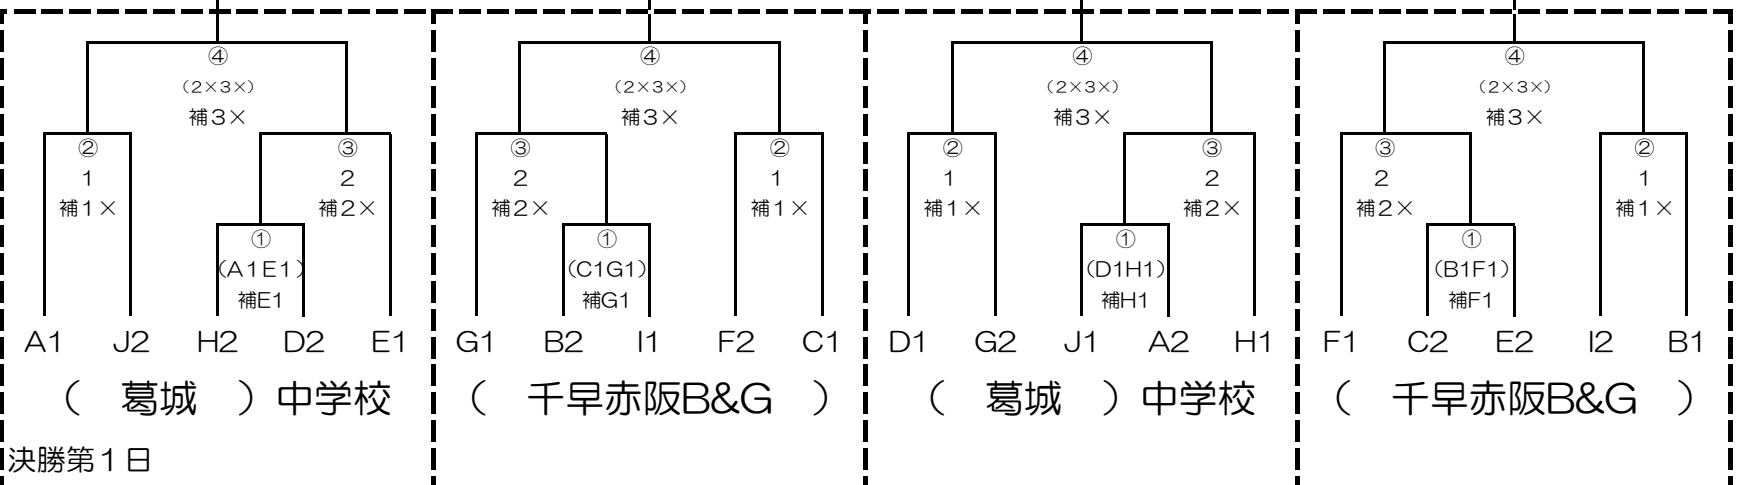 ④ ④ ④ ④
（2×3×） （2×3×） （2×3×） （2×3×）
補3× 補3× 補3× 補3×
② ③ ③ ② ② ③ ③ ②
1 2 2 1 1 2 2 1
補1× 補2× 補2× 補1× 補1× 補2× 補2× 補1×
① ① ① ①
（A1E1） （C1G1） （D1H1） （B1F1）
補E1 補G1 補H1 補F1
A1 J2 H2 D2 E1 G1 B2 I1 F2 C1 D1 G2 J1 A2 H1 F1 C2 E2 I2 B1
（　葛城　）中学校 （　千早赤阪B&G　） （　葛城　）中学校 （　千早赤阪B&G　）
決勝第１日